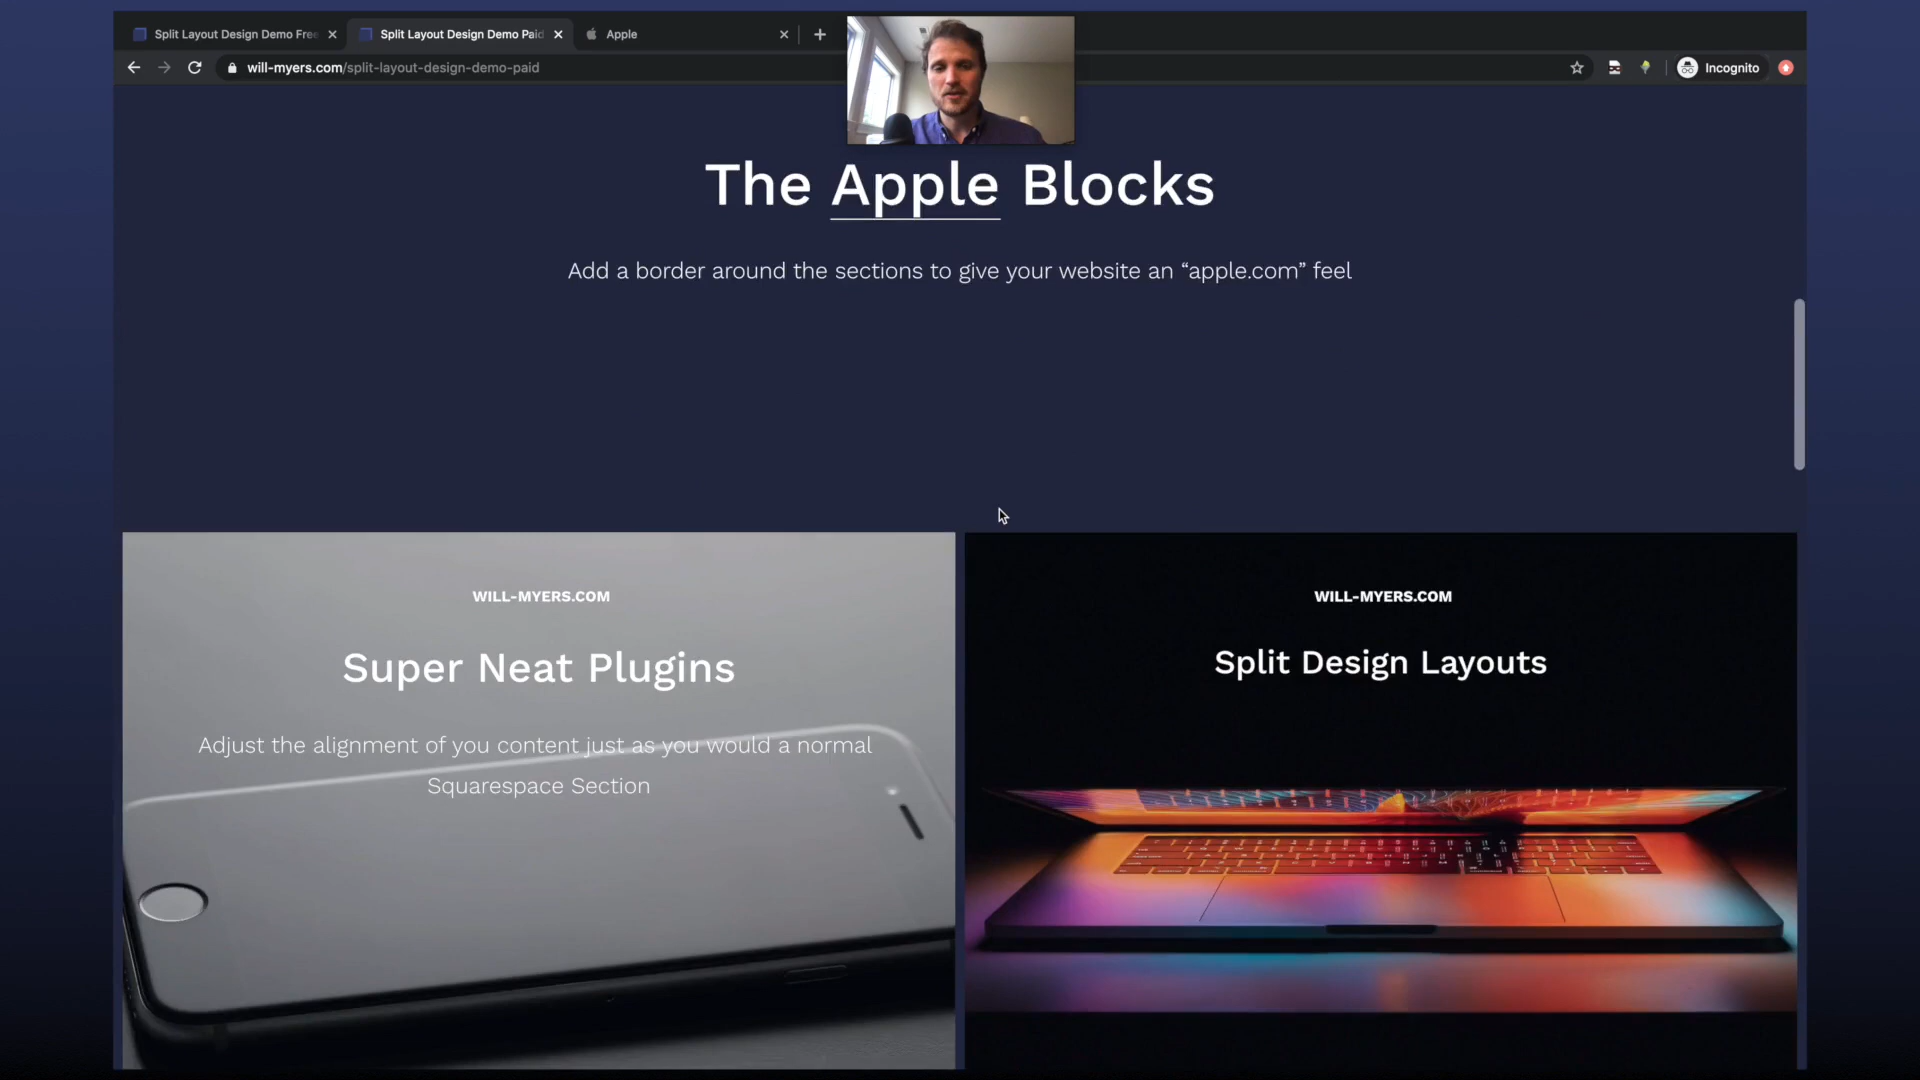 Split Layout Design Demo Free
Split Layout Design Demo Paid
Apple
will-myers.com/split-layout-design-demo-paid
Incognito
The Apple Blocks
Add a border around the sections to give your website an “apple.com” feel
WILL-MYERS.COM
Super Neat Plugins
Adjust the alignment of you content just as you would a normal
Squarespace Section
WILL-MYERS.COM
Split Design Layouts